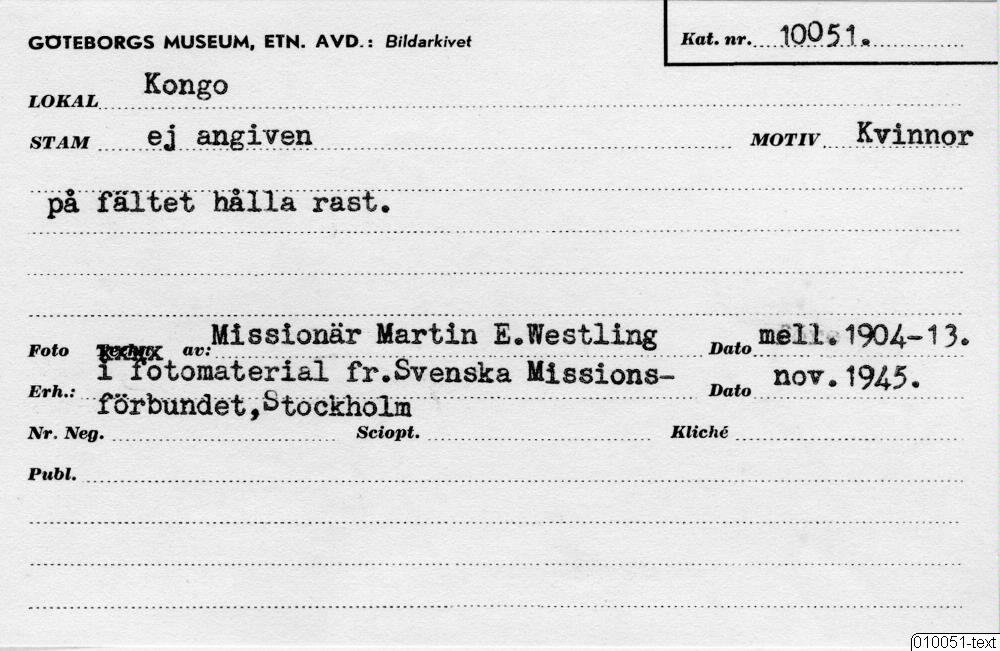 GÖTEBORGS MUSEUM, ETN. AVD.: Bildarkivet
Kat. nr. 10051.
LOKAL Kongo
STAM ej angiven MOTIV Kvinnor
på fältet hålla rast.
Foto av: Missionär Martin E.Westling Dato mell.1904-13.
Erh.: i fotomaterial fr.Svenska Missions- Dato nov.1945.
förbundet,Stockholm
Nr. Neg. Sciopt. Kliché
Publ.
010051-text